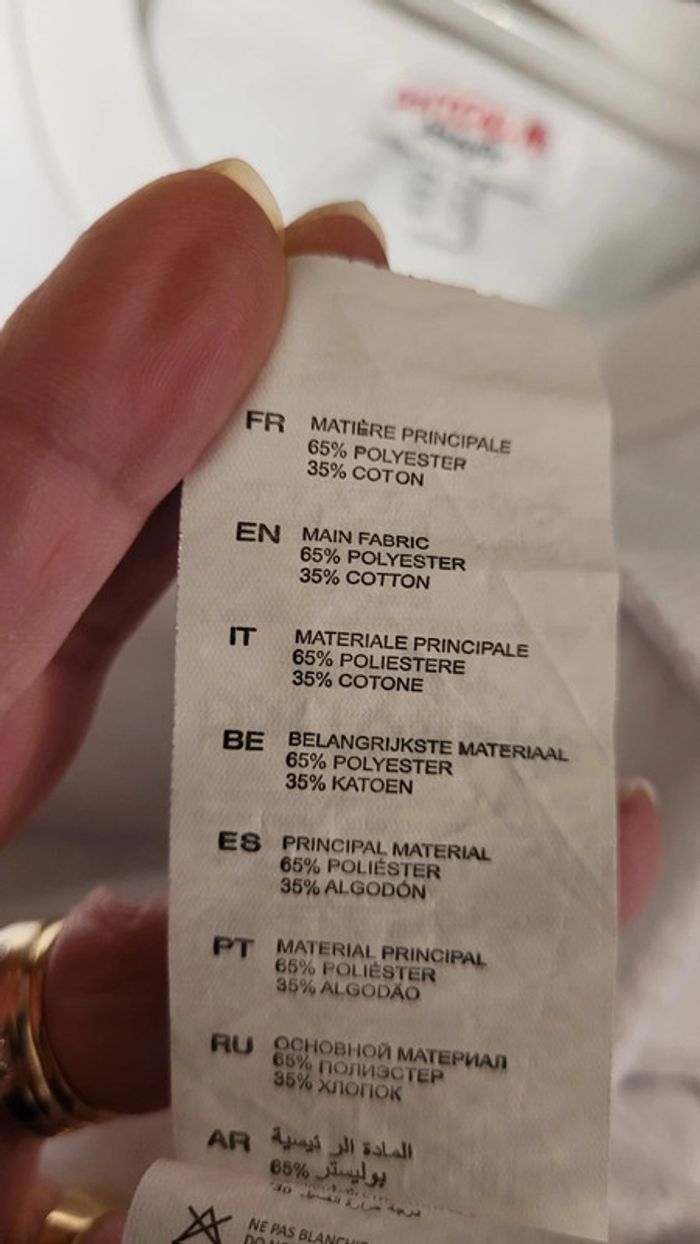 FR MATIÈRE PRINCIPALE
65% POLYESTER
35% COTON
EN MAIN FABRIC
65% POLYESTER
35% COTTON
IT MATERIALE PRINCIPALE
65% POLIESTERE
35% COTONE
BE BELANGRIJKSTE MATERIAAL
65% POLYESTER
35% KATOEN
ES PRINCIPAL MATERIAL
65% POLIÉSTER
35% ALGODÓN
PT MATERIAL PRINCIPAL
65% POLIÉSTER
35% ALGODÃO
RU ОСНОВНОЙ МАТЕРИАЛ
65% ПОЛИЭСТЕР
35% ХЛОПОК
AR المادة الر ئيسية
65% بوليستر
NE PAS BLANCHIR